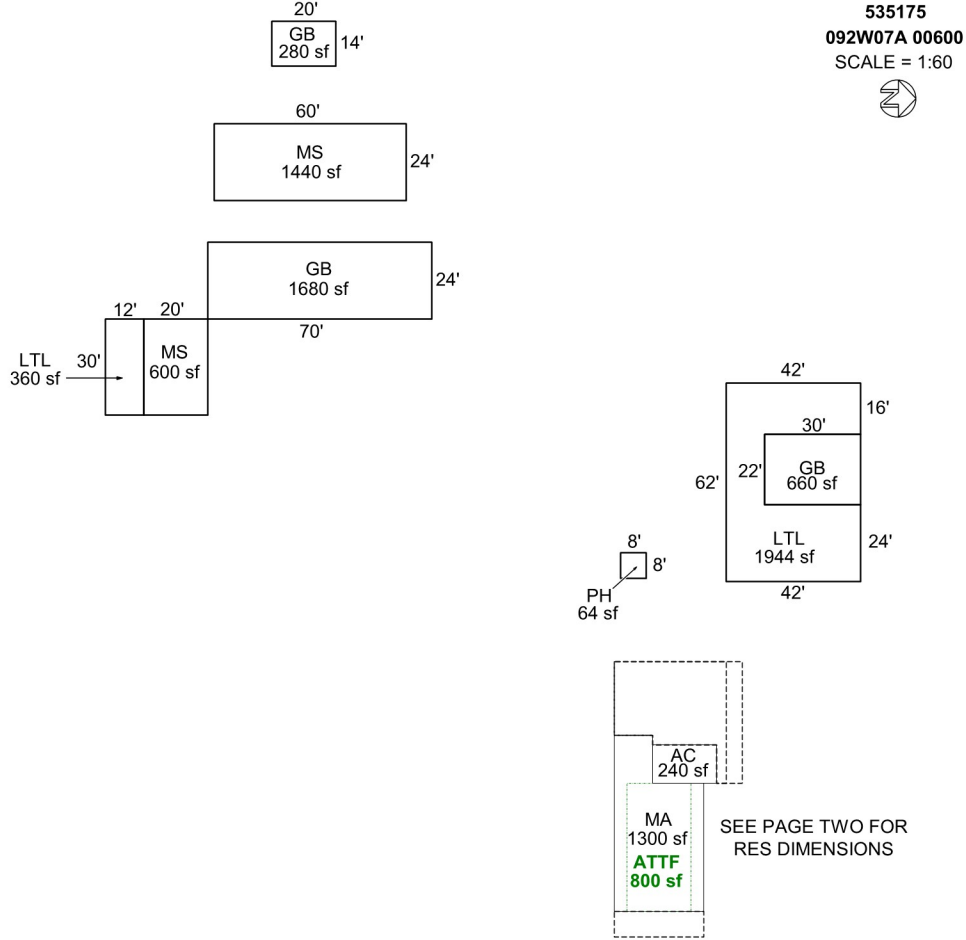 535175
092W07A 00600
SCALE = 1:60
N
20'
GB
280 sf
14'
60'
MS
1440 sf
24'
GB
1680 sf
24'
70'
12'
20'
LTL
360 sf
30'
MS
600 sf
42'
16'
30'
62'
22'
GB
660 sf
LTL
1944 sf
24'
42'
8'
8'
PH
64 sf
AC
240 sf
MA
1300 sf
ATTF
800 sf
SEE PAGE TWO FOR
RES DIMENSIONS